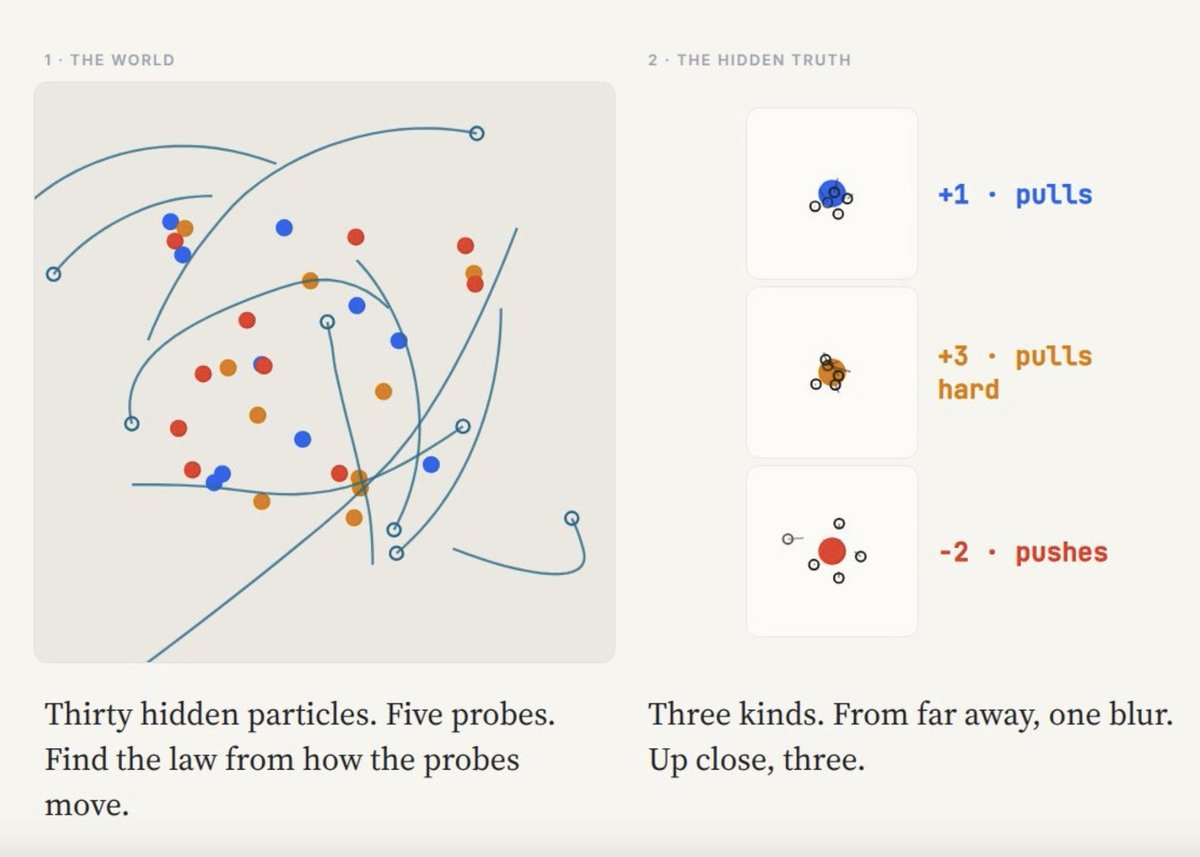 1 · THE WORLD
2 · THE HIDDEN TRUTH
+1 · pulls
+3 · pulls
hard
-2 · pushes
Thirty hidden particles. Five probes.
Find the law from how the probes
move.
Three kinds. From far away, one blur.
Up close, three.